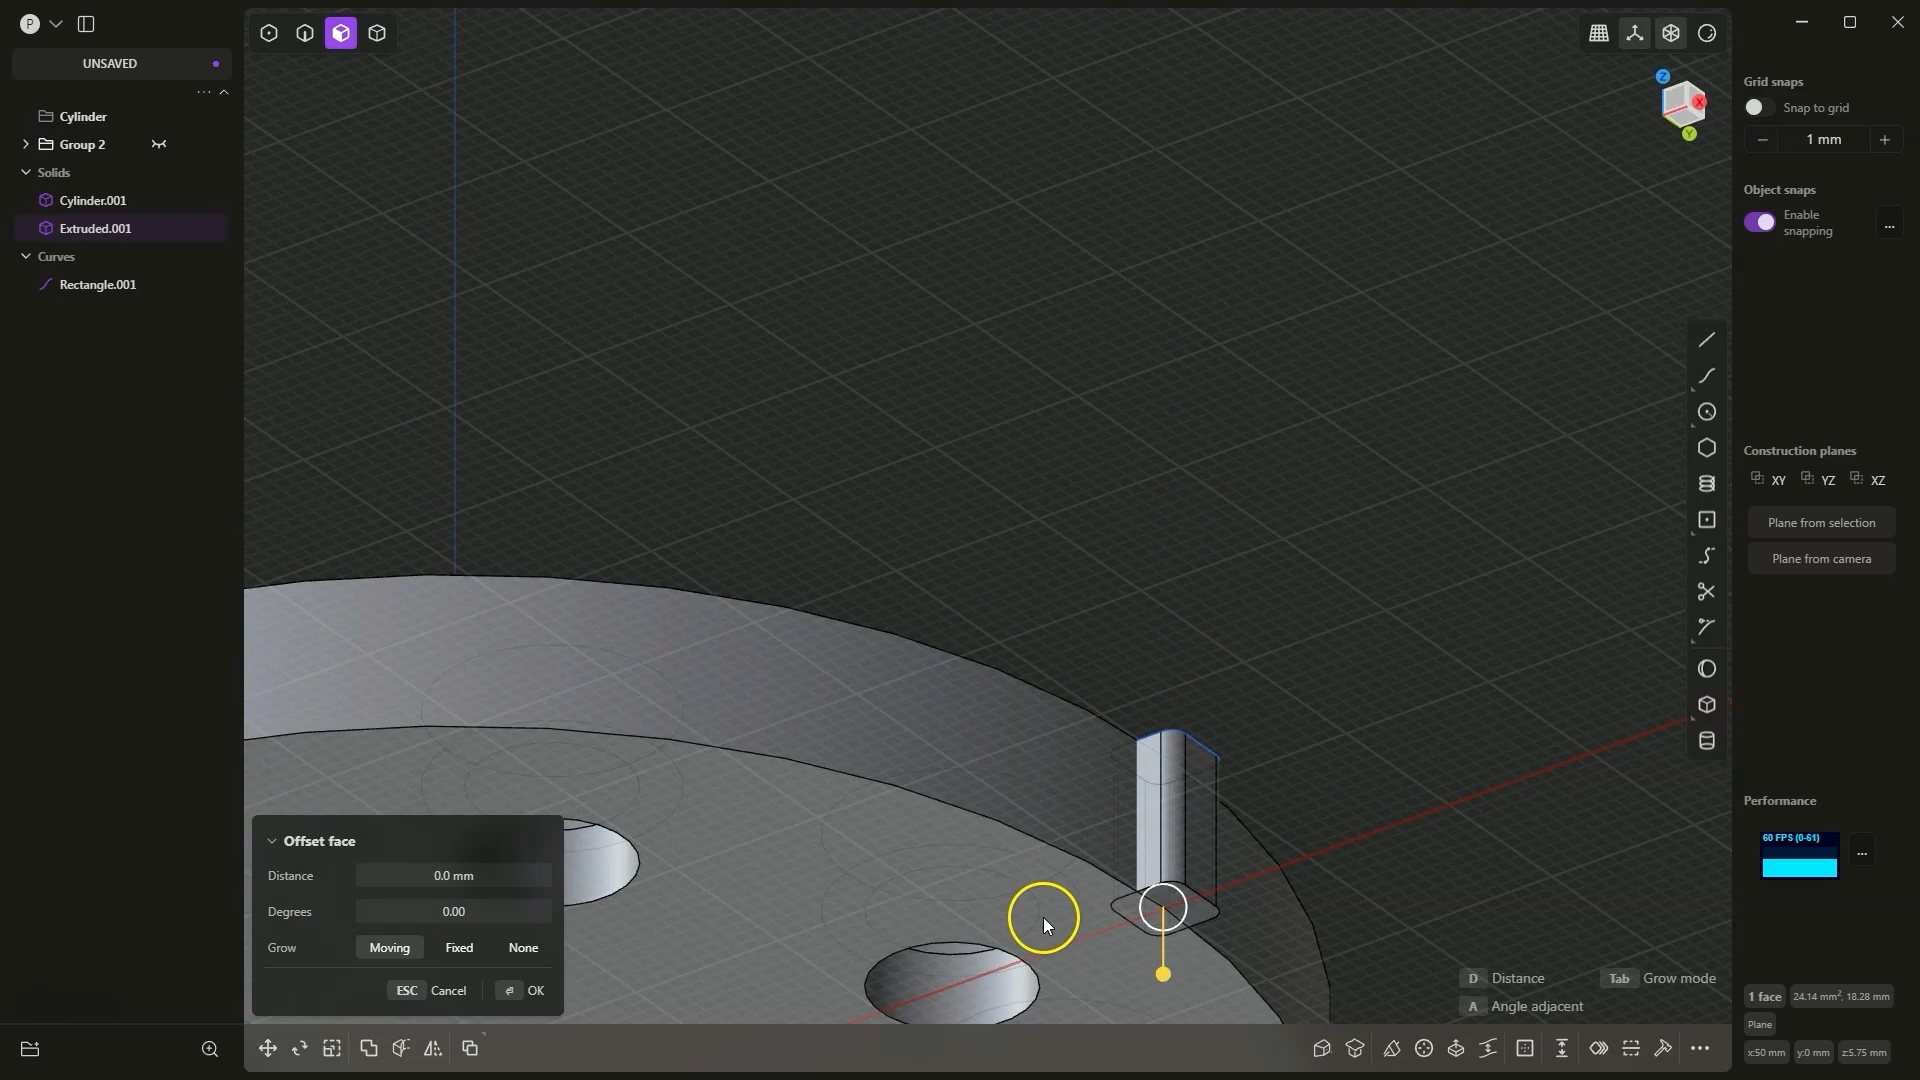 P
UNSAVED
Cylinder
Group 2
Solids
Cylinder.001
Extruded.001
Curves
Rectangle.001
Z
X
Y
Grid snaps
Snap to grid
1 mm
Object snaps
Enable
snapping
Construction planes
XY YZ XZ
Plane from selection
Plane from camera
Performance
60 FPS (0-61)
Offset face
Distance 0.0 mm
Degrees 0.00
Grow Moving Fixed None
ESC Cancel OK
D Distance Tab Grow mode
A Angle adjacent
1 face 24.14 mm², 18.28 mm
Plane
x:50 mm y:0 mm z:5.75 mm